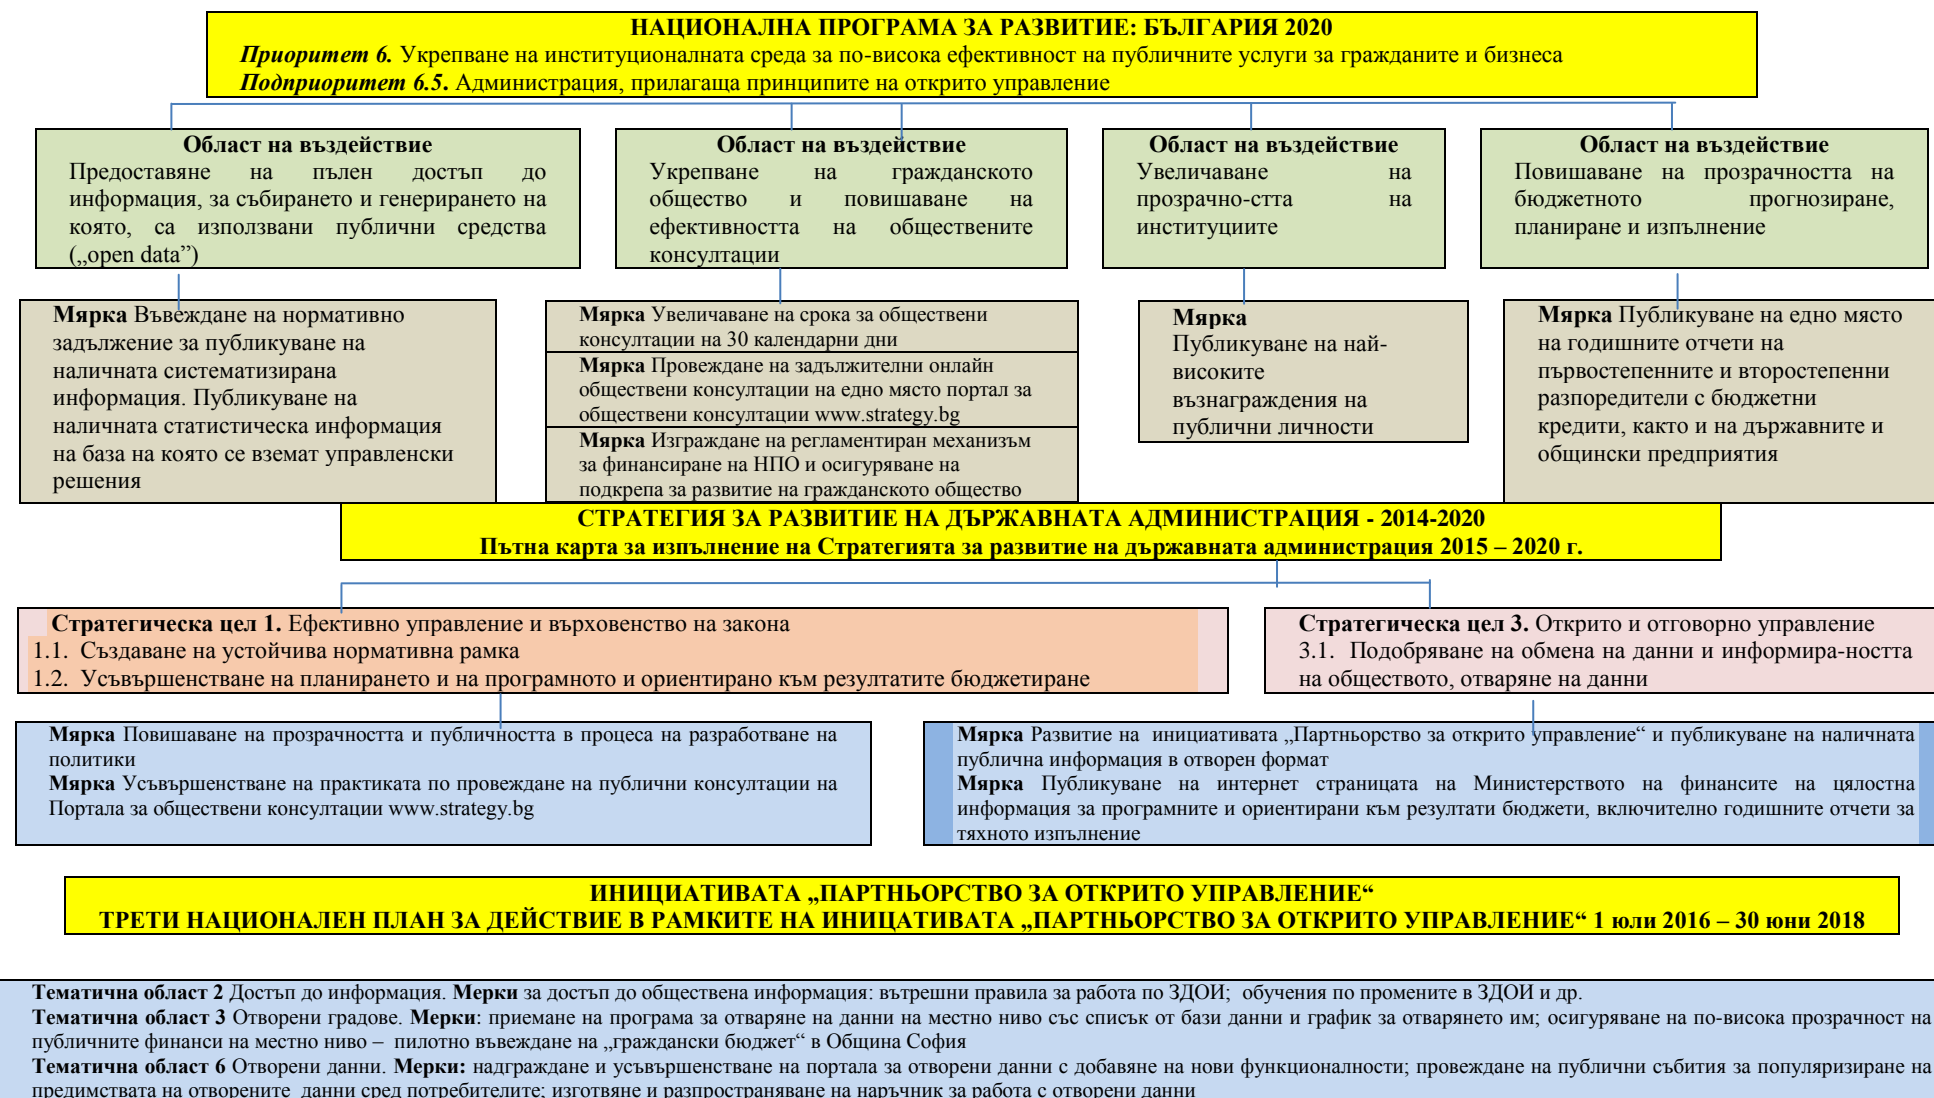 НАЦИОНАЛНА ПРОГРАМА ЗА РАЗВИТИЕ: БЪЛГАРИЯ 2020
Приоритет 6. Укрепване на институционалната среда за по-висока ефективност на публичните услуги за гражданите и бизнеса
Подприоритет 6.5. Администрация, прилагаща принципите на открито управление
Област на въздействие
Предоставяне на пълен достъп до
информация, за събирането и генерирането на
която, са използвани публични средства
(„open data”)
Област на въздействие
Укрепване на гражданското
общество и повишаване на
ефективността на обществените
консултации
Област на въздействие
Увеличаване на
прозрачно-стта на
институциите
Област на въздействие
Повишаване на прозрачността на
бюджетното прогнозиране,
планиране и изпълнение
Мярка Въвеждане на нормативно
задължение за публикуване на
наличната систематизирана
информация. Публикуване на
наличната статистическа информация
на база на която се вземат управленски
решения
Мярка Увеличаване на срока за обществени
консултации на 30 календарни дни
Мярка Провеждане на задължителни онлайн
обществени консултации на едно място портал за
обществени консултации www.strategy.bg
Мярка Изграждане на регламентиран механизъм
за финансиране на НПО и осигуряване на
подкрепа за развитие на гражданското общество
Мярка
Публикуване на най-
високите
възнаграждения на
публични личности
Мярка Публикуване на едно място
на годишните отчети на
първостепенните и второстепенни
разпоредители с бюджетни
кредити, както и на държавните и
общински предприятия
СТРАТЕГИЯ ЗА РАЗВИТИЕ НА ДЪРЖАВНАТА АДМИНИСТРАЦИЯ - 2014-2020
Пътна карта за изпълнение на Стратегията за развитие на държавната администрация 2015 – 2020 г.
Стратегическа цел 1. Ефективно управление и върховенство на закона
1.1. Създаване на устойчива нормативна рамка
1.2. Усъвършенстване на планирането и на програмното и ориентирано към резултатите бюджетиране
Стратегическа цел 3. Открито и отговорно управление
3.1. Подобряване на обмена на данни и информира-ността
на обществото, отваряне на данни
Мярка Повишаване на прозрачността и публичността в процеса на разработване на
политики
Мярка Усъвършенстване на практиката по провеждане на публични консултации на
Портала за обществени консултации www.strategy.bg
Мярка Развитие на инициативата „Партньорство за открито управление“ и публикуване на наличната
публична информация в отворен формат
Мярка Публикуване на интернет страницата на Министерството на финансите на цялостна
информация за програмните и ориентирани към резултати бюджети, включително годишните отчети за
тяхното изпълнение
ИНИЦИАТИВАТА „ПАРТНЬОРСТВО ЗА ОТКРИТО УПРАВЛЕНИЕ“
ТРЕТИ НАЦИОНАЛЕН ПЛАН ЗА ДЕЙСТВИЕ В РАМКИТЕ НА ИНИЦАТИВАТА „ПАРТНЬОРСТВО ЗА ОТКРИТО УПРАВЛЕНИЕ“ 1 юли 2016 – 30 юни 2018
Тематична област 2 Достъп до информация. Мерки за достъп до обществена информация: вътрешни правила за работа по ЗДОИ; обучения по промените в ЗДОИ и др.
Тематична област 3 Отворени градове. Мерки: приемане на програма за отваряне на данни на местно ниво със списък от бази данни и график за отварянето им; осигуряване на по-висока прозрачност на
публичните финанси на местно ниво – пилотно въвеждане на „граждански бюджет“ в Община София
Тематична област 6 Отворени данни. Мерки: надграждане и усъвършенстване на портала за отворени данни с добавяне на нови функционалности; провеждане на публични събития за популяризиране на
предимствата на отворените данни сред потребителите; изготвяне и разпространяване на наръчник за работа с отворени данни